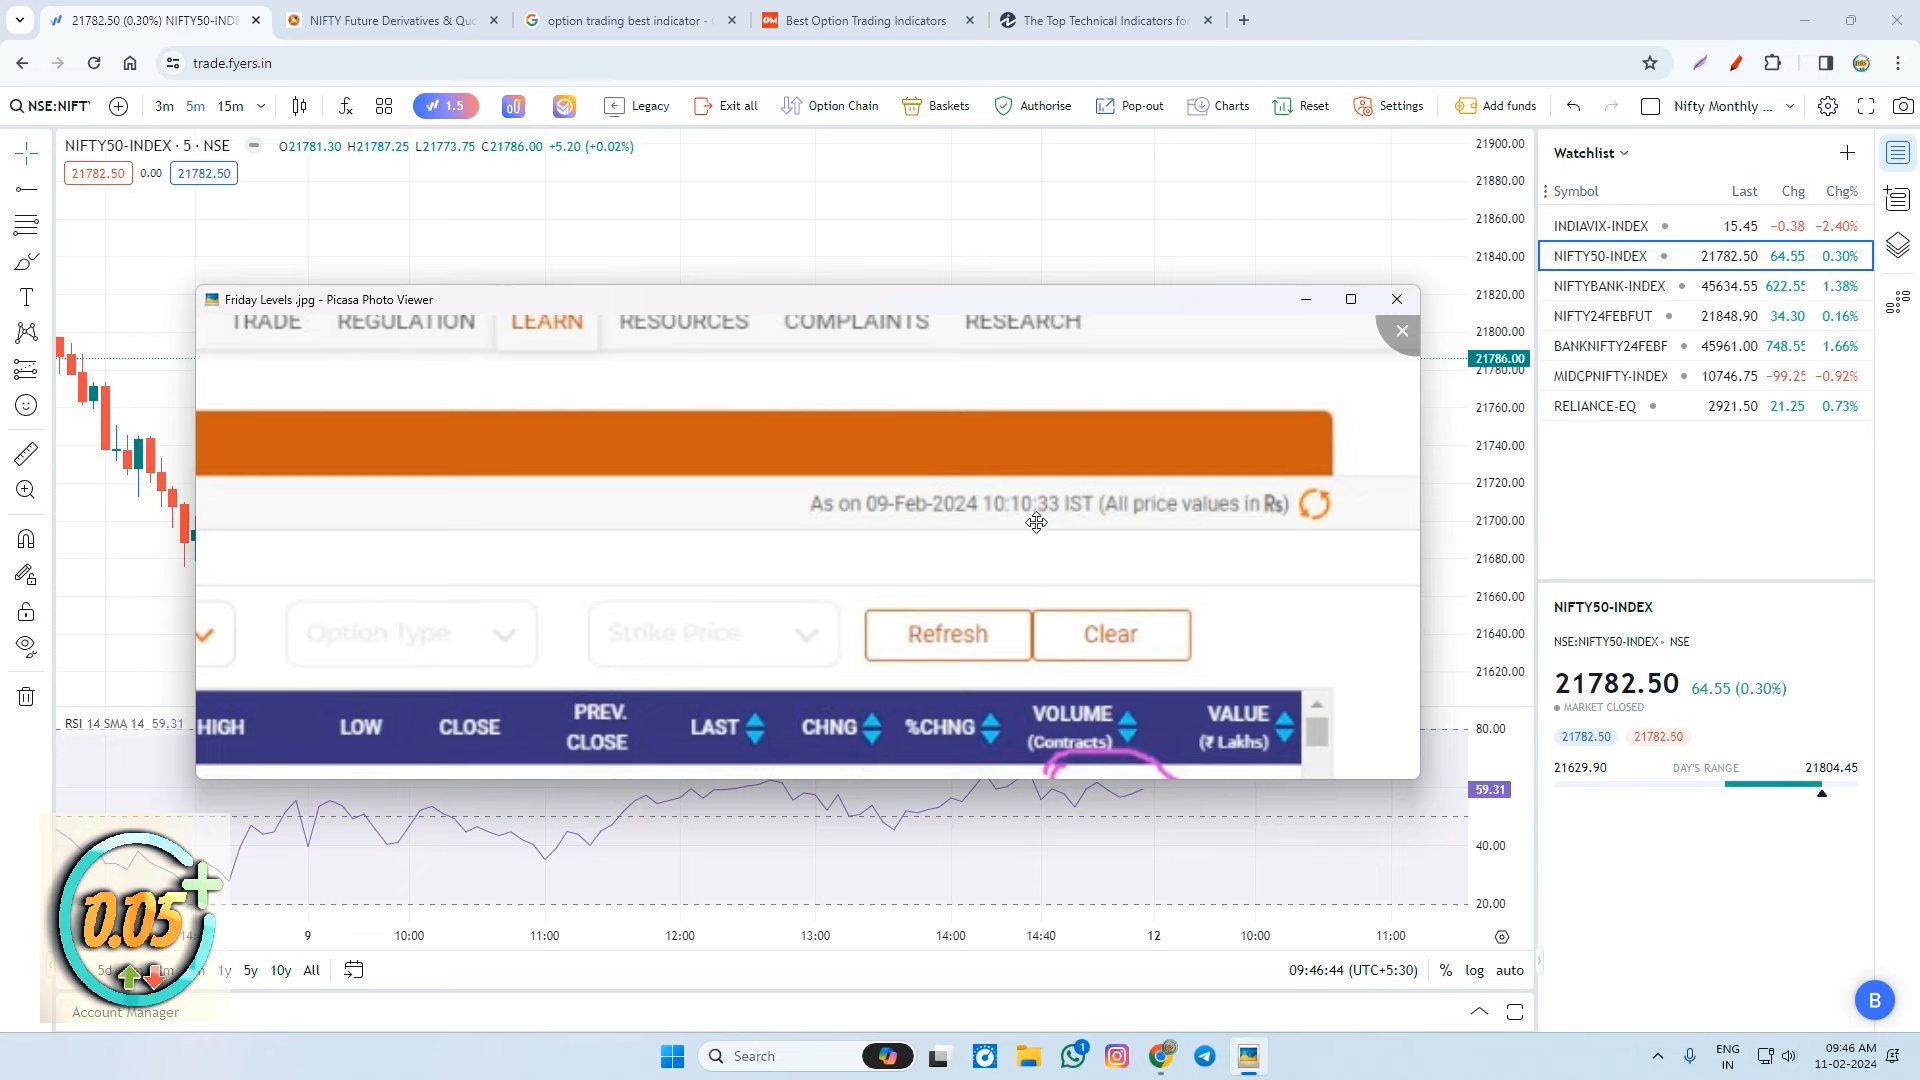 21782.50 (0.30%) NIFTY50-INDE
NIFTY Future Derivatives & Quo
option trading best indicator -
Best Option Trading Indicators
The Top Technical Indicators for
trade.fyers.in
NSE:NIFTY
3m 5m 15m
1.5
Legacy
Exit all
Option Chain
Baskets
Authorise
Pop-out
Charts
Reset
Settings
Add funds
Nifty Monthly ...
NIFTY50-INDEX · 5 · NSE
O21781.30 H21787.25 L21773.75 C21786.00 +5.20 (+0.02%)
21782.50 0.00 21782.50
Friday Levels .jpg - Picasa Photo Viewer
TRADE REGULATION LEARN RESOURCES COMPLAINTS RESEARCH
As on 09-Feb-2024 10:10:33 IST (All price values in Rs)
Option Type
Strike Price
Refresh
Clear
HIGH
LOW
CLOSE
PREV.
CLOSE
LAST
CHNG
%CHNG
VOLUME
(Contracts)
VALUE
(₹ Lakhs)
21900.00
21880.00
21860.00
21840.00
21820.00
21800.00
21786.00
21780.00
21760.00
21740.00
21720.00
21700.00
21680.00
21660.00
21640.00
21620.00
RSI 14 SMA 14 59.31
80.00
59.31
40.00
20.00
9 10:00 11:00 12:00 13:00 14:00 14:40 12 10:00 11:00
5d 1y 5y 10y All
09:46:44 (UTC+5:30) % log auto
Account Manager
0.05
Watchlist
Symbol Last Chg Chg%
INDIAVIX-INDEX 15.45 −0.38 −2.40%
NIFTY50-INDEX 21782.50 64.55 0.30%
NIFTYBANK-INDEX 45634.55 622.55 1.38%
NIFTY24FEBFUT 21848.90 34.30 0.16%
BANKNIFTY24FEBF 45961.00 748.55 1.66%
MIDCPNIFTY-INDEX 10746.75 −99.25 −0.92%
RELIANCE-EQ 2921.50 21.25 0.73%
NIFTY50-INDEX
NSE:NIFTY50-INDEX • NSE
21782.50 64.55 (0.30%)
MARKET CLOSED
21782.50 21782.50
21629.90 DAY'S RANGE 21804.45
B
Search
1
ENG
IN
09:46 AM
11-02-2024